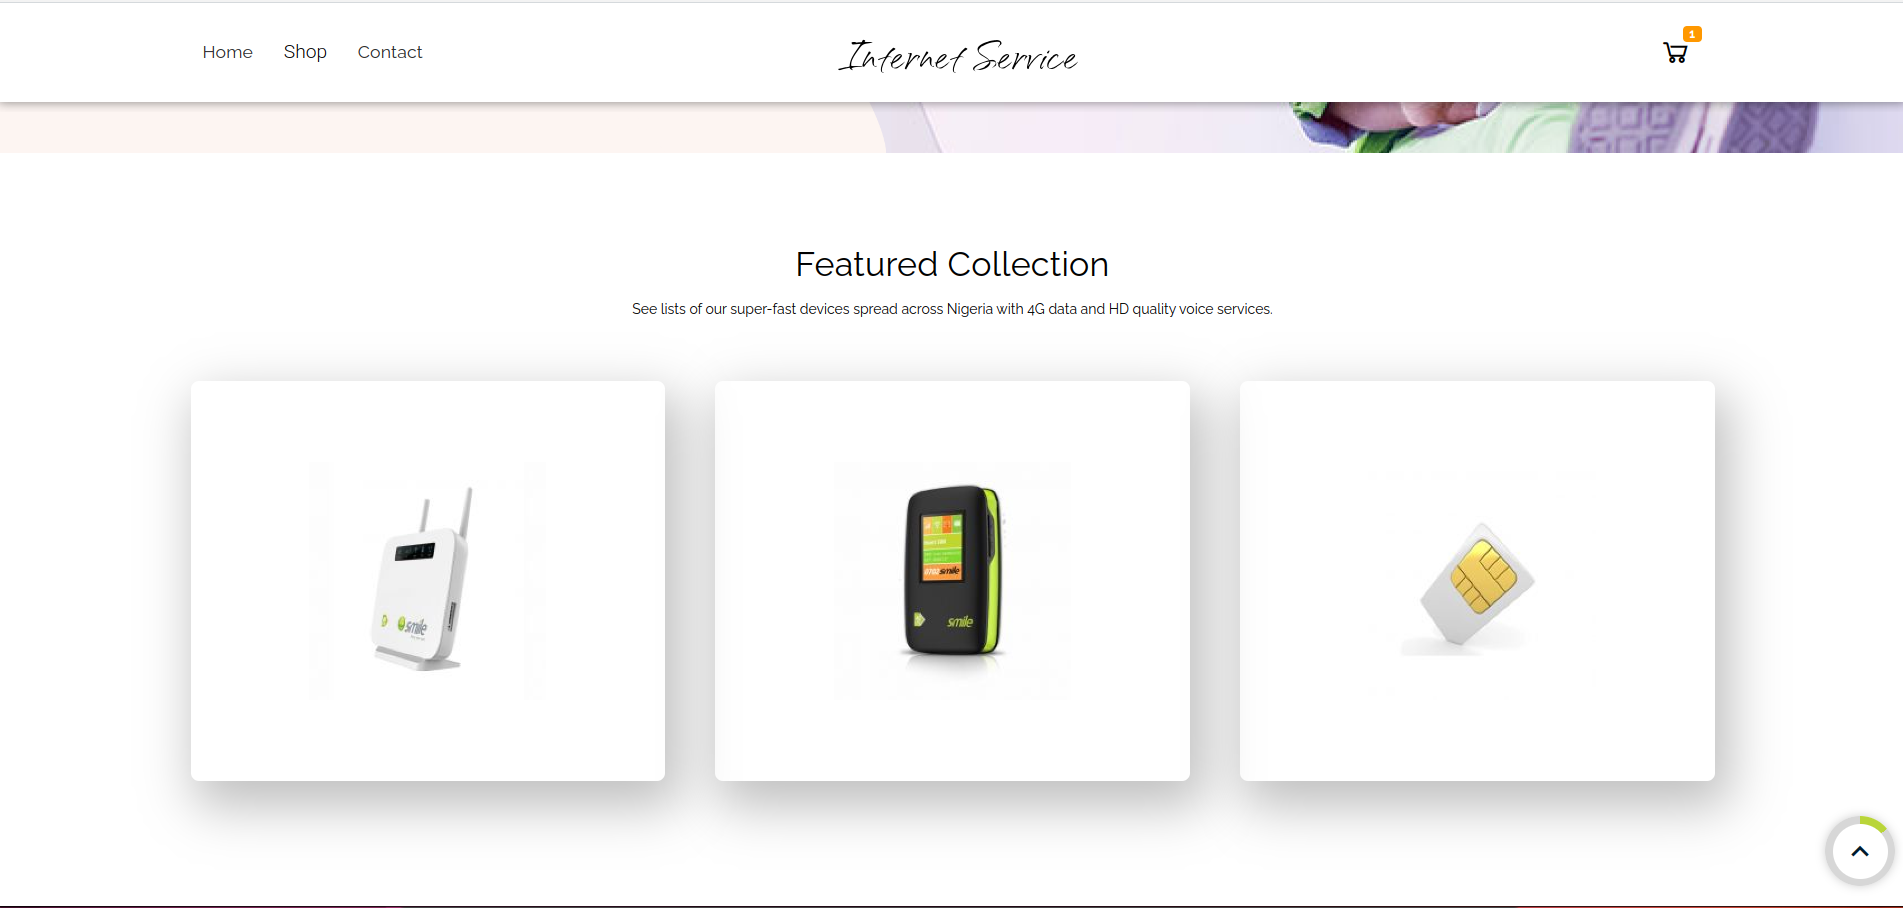 Home Shop Contact
Internet Service
1
Featured Collection
See lists of our super-fast devices spread across Nigeria with 4G data and HD quality voice services.
smile
smile
smile